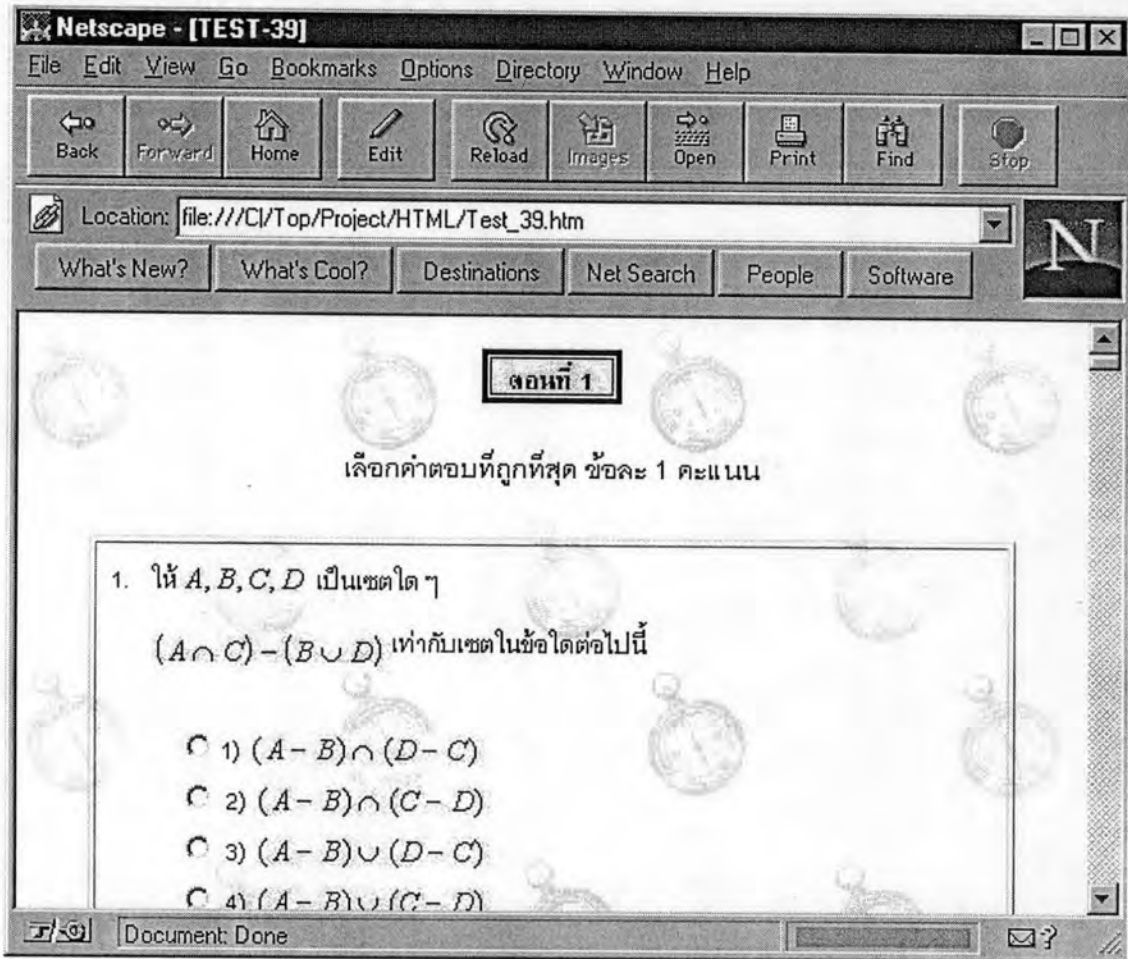 Netscape - [TEST-39]
File Edit View Go Bookmarks Options Directory Window Help
Back Forward Home Edit Reload Images Open Print Find Stop
Location: file:///C|/Top/Project/HTML/Test_39.htm
What's New? What's Cool? Destinations Net Search People Software
N
ตอนที่ 1
เลือกคำตอบที่ถูกที่สุด ข้อละ 1 คะแนน
1. ให้ A, B, C, D เป็นเซตใด ๆ
(A ∩ C) – (B ∪ D) เท่ากับเซตในข้อใดต่อไปนี้
1) (A – B) ∩ (D – C)
2) (A – B) ∩ (C – D)
3) (A – B) ∪ (D – C)
4) (A – B) ∪ (C – D)
Document: Done